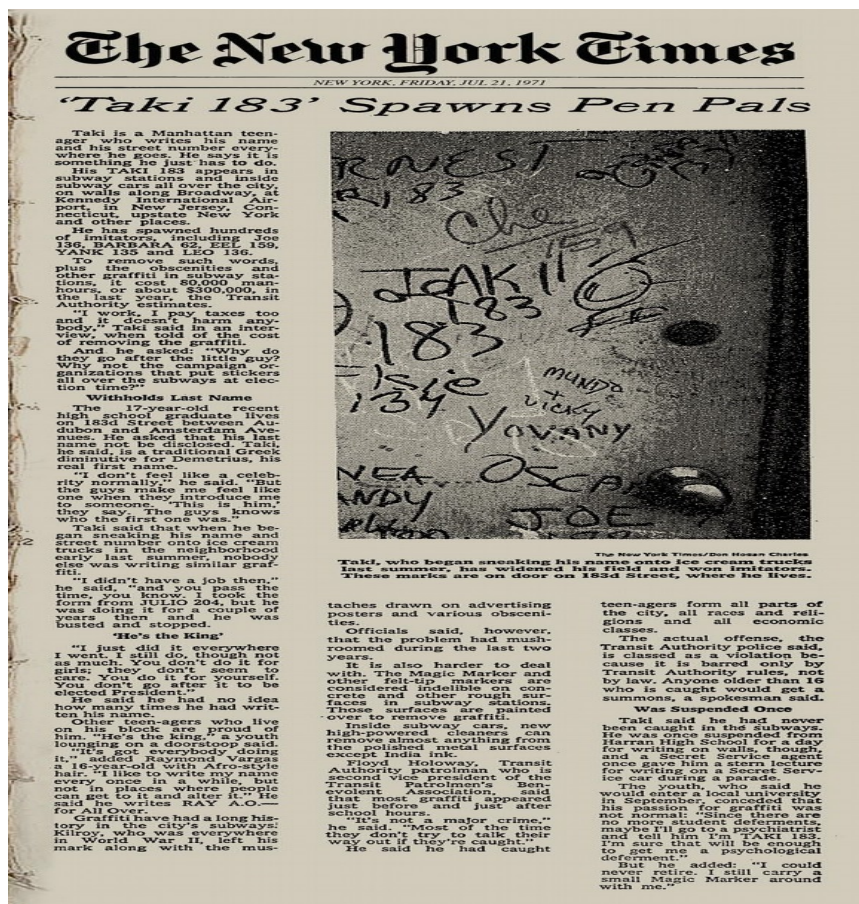 The New York Times
NEW YORK, FRIDAY, JUL 21, 1971
'Taki 183' Spawns Pen Pals
Taki is a Manhattan teen-
ager who writes his name
and his street number every-
where he goes. He says it is
something he just has to do.
His TAKI 183 appears in
subway stations and inside
subway cars all over the city,
on walls along Broadway, at
Kennedy International Air-
port, in New Jersey, Con-
necticut, upstate New York
and other places.
He has spawned hundreds
of imitators, including Joe
136, BARBARA 62, EEL 159,
YANK 135 and LEO 136.
To remove such words,
plus the obscenities and
other graffiti in subway sta-
tions, it cost 80,000 man-
hours, or about $300,000, in
the last year, the Transit
Authority estimates.
"I work, I pay taxes too
and it doesn't harm any-
body," Taki said in an inter-
view, when told of the cost
of removing the graffiti.
And he asked: "Why do
they go after the little guy?
Why not the campaign or-
ganizations that put stickers
all over the subways at elec-
tion time?"
Withholds Last Name
The 17-year-old recent
high school graduate lives
on 183d Street between Au-
dubon and Amsterdam Ave-
nues. He asked that his last
name not be disclosed. Taki,
he said, is a traditional Greek
diminutive for Demetrius, his
real first name.
"I don't feel like a celeb-
rity normally," he said. "But
the guys make me feel like
one when they introduce me
to someone. 'This is him,'
they say. The guys knows
who the first one was."
Taki said that when he be-
gan sneaking his name and
street number onto ice cream
trucks in the neighborhood
early last summer, nobody
else was writing similar graf-
fiti.
"I didn't have a job then,"
he said, "and you pass the
time, you know. I took the
form from JULIO 204, but he
was doing it for a couple of
years then and he was
busted and stopped.
'He's the King'
"I just did it everywhere
I went. I still do, though not
as much. You don't do it for
girls; they don't seem to
care. You do it for yourself.
You don't go after it to be
elected President."
He said he had no idea
how many times he had writ-
ten his name.
Other teen-agers who live
on his block are proud of
him. "He's the king," a youth
lounging on a doorstoop said.
"It's got everybody doing
it," added Raymond Vargas
a 16-year-old with Afro-style
hair. "I like to write my name
every once in a while, but
not in places where people
can get to it and alter it." He
said he writes RAY A.O.—
for All Over.
Graffiti have had a long his-
tory in the city's subways:
Kilroy, who was everywhere
in World War II, left his
mark along with the mus-
RNEST
183
Che
159
JAK 11
183
183
134
MUNDO
+
VICKY
YOVANY
OSCA
NEA
ANDY
JOE
The New York Times/Don Hogan Charles
Taki, who began sneaking his name onto ice cream trucks
last summer, has widened his field and won imitators.
These marks are on door on 183d Street, where he lives.
taches drawn on advertising
posters and various obsceni-
ties.
Officials said, however,
that the problem had mush-
roomed during the last two
years.
It is also harder to deal
with. The Magic Marker and
other felt-tip markers are
considered indelible on con-
crete and other rough sur-
faces in subway stations.
Those surfaces are painted
over to remove graffiti.
Inside subway cars, new
high-powered cleaners can
remove almost anything from
the polished metal surfaces
except India ink.
Floyd Holoway, Transit
Authority patrolman who is
second vice president of the
Transit Patrolmen's Ben-
evolent Association, said
that most graffiti appeared
just before and just after
school hours.
"It's not a major crime,"
he said. "Most of the time
they don't try to talk their
way out if they're caught."
He said he had caught
teen-agers form all parts of
the city, all races and reli-
gions and all economic
classes.
The actual offense, the
Transit Authority police said,
is classed as a violation be-
cause it is barred only by
Transit Authority rules, not
by law. Anyone older than 16
who is caught would get a
summons, a spokesman said.
Was Suspended Once
Taki said he had never
been caught in the subways.
He was once suspended from
Harran High School for a day
for writing on walls, though,
and a Secret Service agent
once gave him a stern lecture
for writing on a Secret Serv-
ice car during a parade.
The youth, who said he
would enter a local university
in September, conceded that
his passion for graffiti was
not normal: "Since there are
no more student deferments,
maybe I'll go to a psychiatrist
and tell him I'm TAKI 183.
I'm sure that will be enough
to get me a psychological
deferment."
But he added: "I could
never retire. I still carry a
small Magic Marker around
with me."